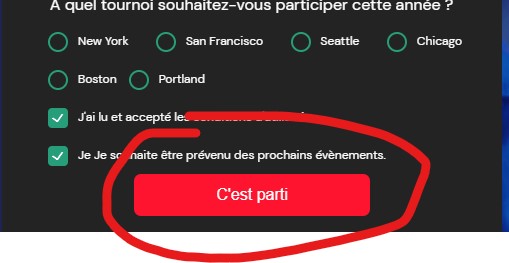 À quel tournoi souhaitez-vous participer cette année ?
New York San Francisco Seattle Chicago
Boston Portland
J'ai lu et accepté les conditions
Je Je souhaite être prévenu des prochains évènements.
C'est parti